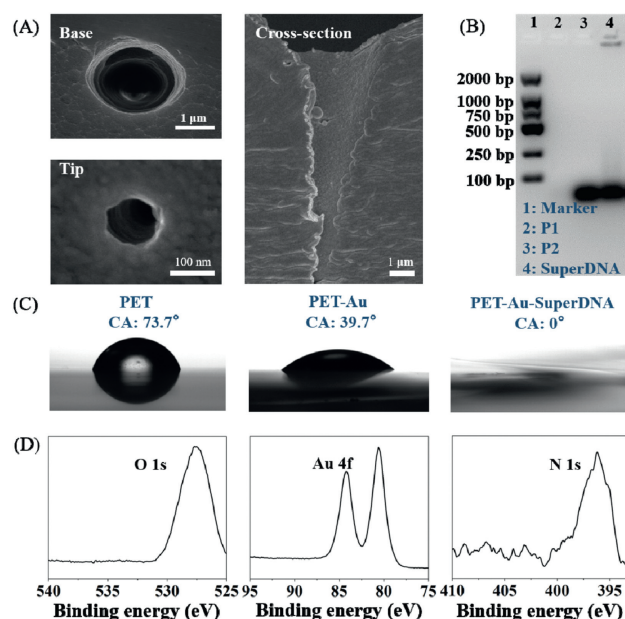 (A)
Base
1 μm
Cross-section
1 μm
Tip
100 nm
(B)
1 2 3 4
2000 bp
1000 bp
750 bp
500 bp
250 bp
100 bp
1: Marker
2: P1
3: P2
4: SuperDNA
(C)
PET
CA: 73.7°
PET-Au
CA: 39.7°
PET-Au-SuperDNA
CA: 0°
(D)
O 1s
540 535 530 525
Binding energy (eV)
Au 4f
95 90 85 80 75
Binding energy (eV)
N 1s
410 405 400 395
Binding energy (eV)